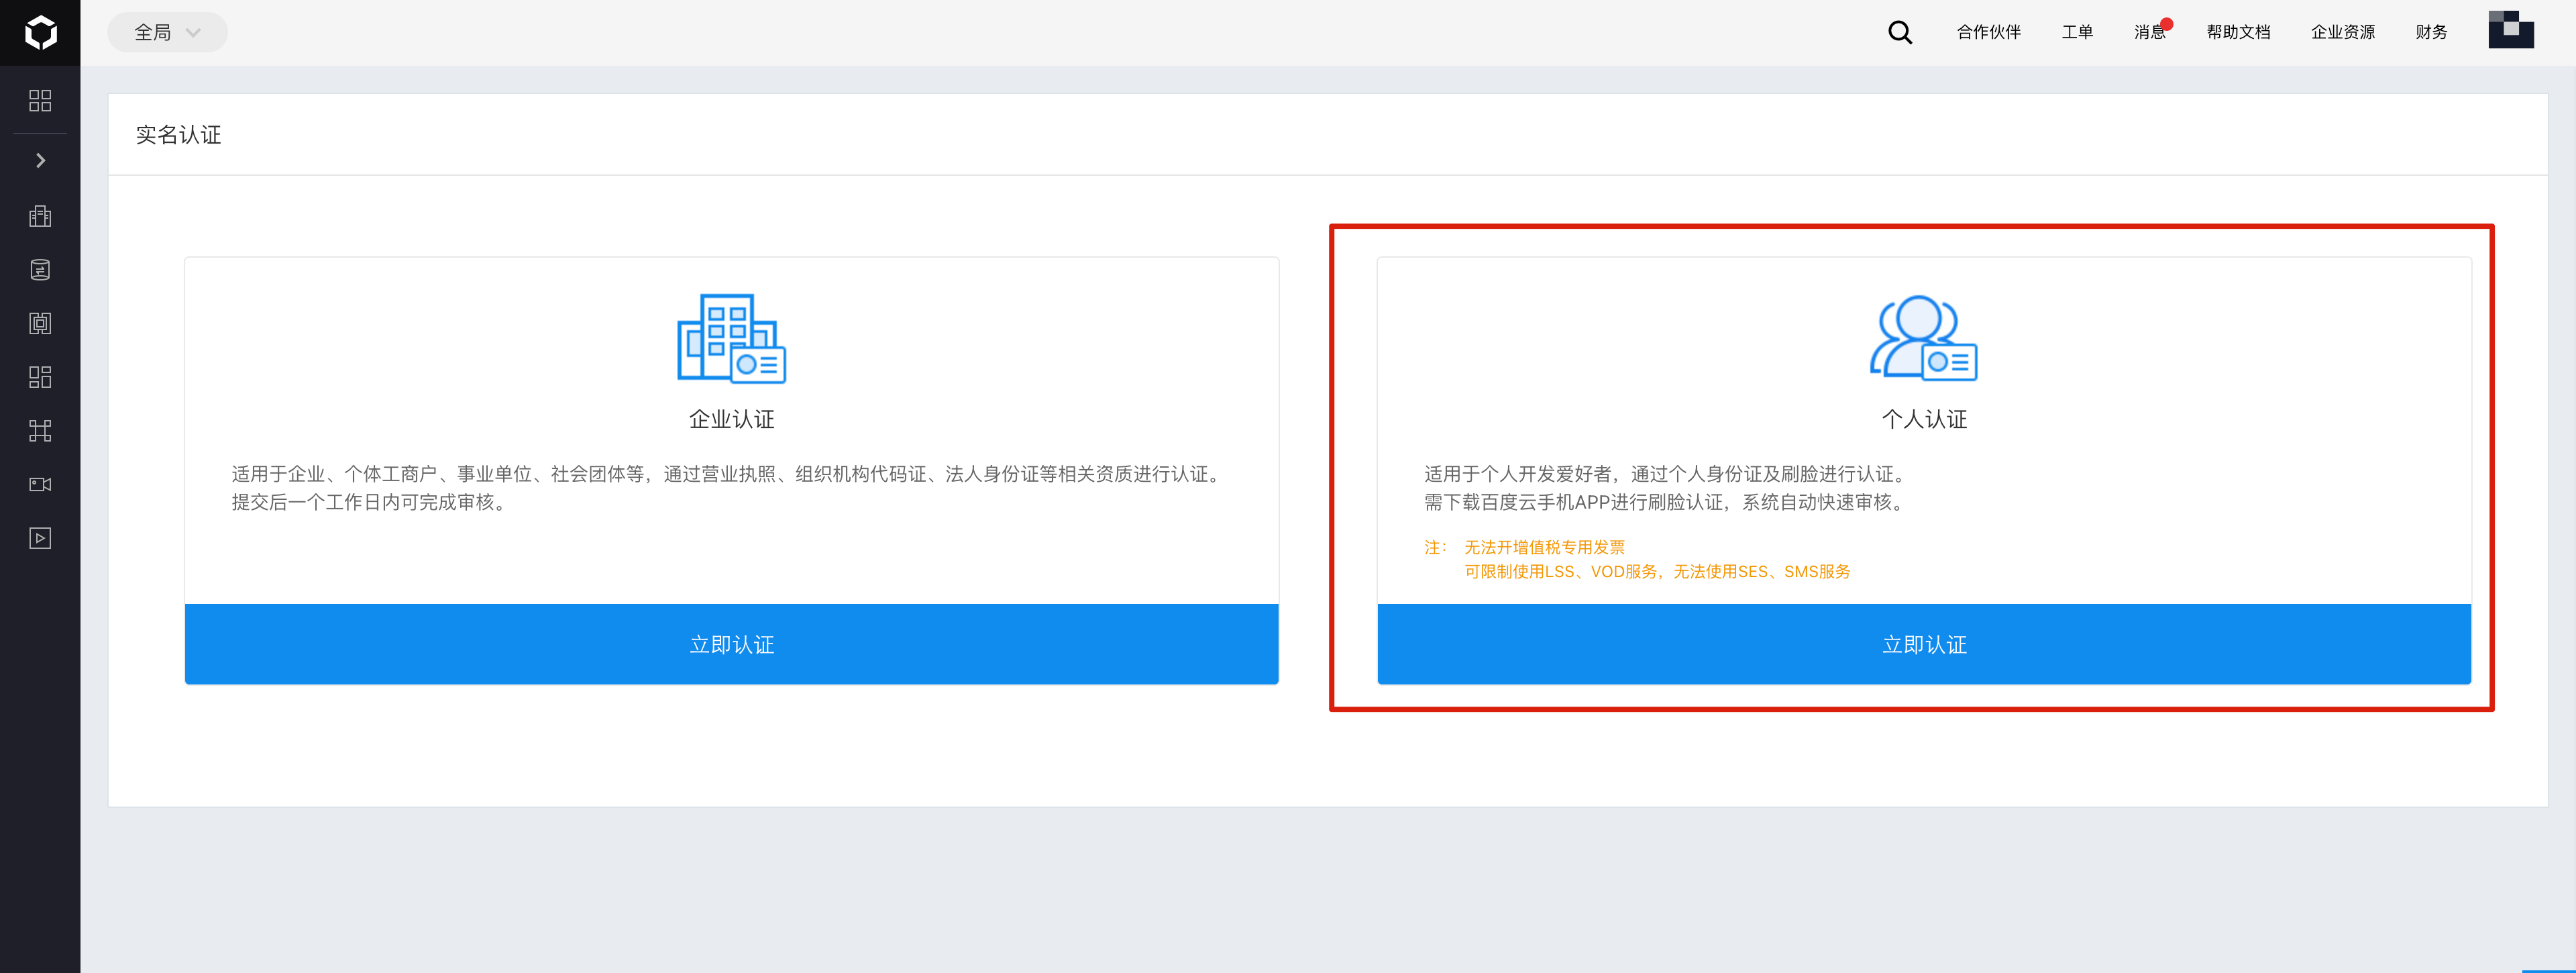 全局
合作伙伴
工单
消息
帮助文档
企业资源
财务
实名认证
企业认证
适用于企业、个体工商户、事业单位、社会团体等，通过营业执照、组织机构代码证、法人身份证等相关资质进行认证。
提交后一个工作日内可完成审核。
立即认证
个人认证
适用于个人开发爱好者，通过个人身份证及刷脸进行认证。
需下载百度云手机APP进行刷脸认证，系统自动快速审核。
注： 无法开增值税专用发票
可限制使用LSS、VOD服务，无法使用SES、SMS服务
立即认证